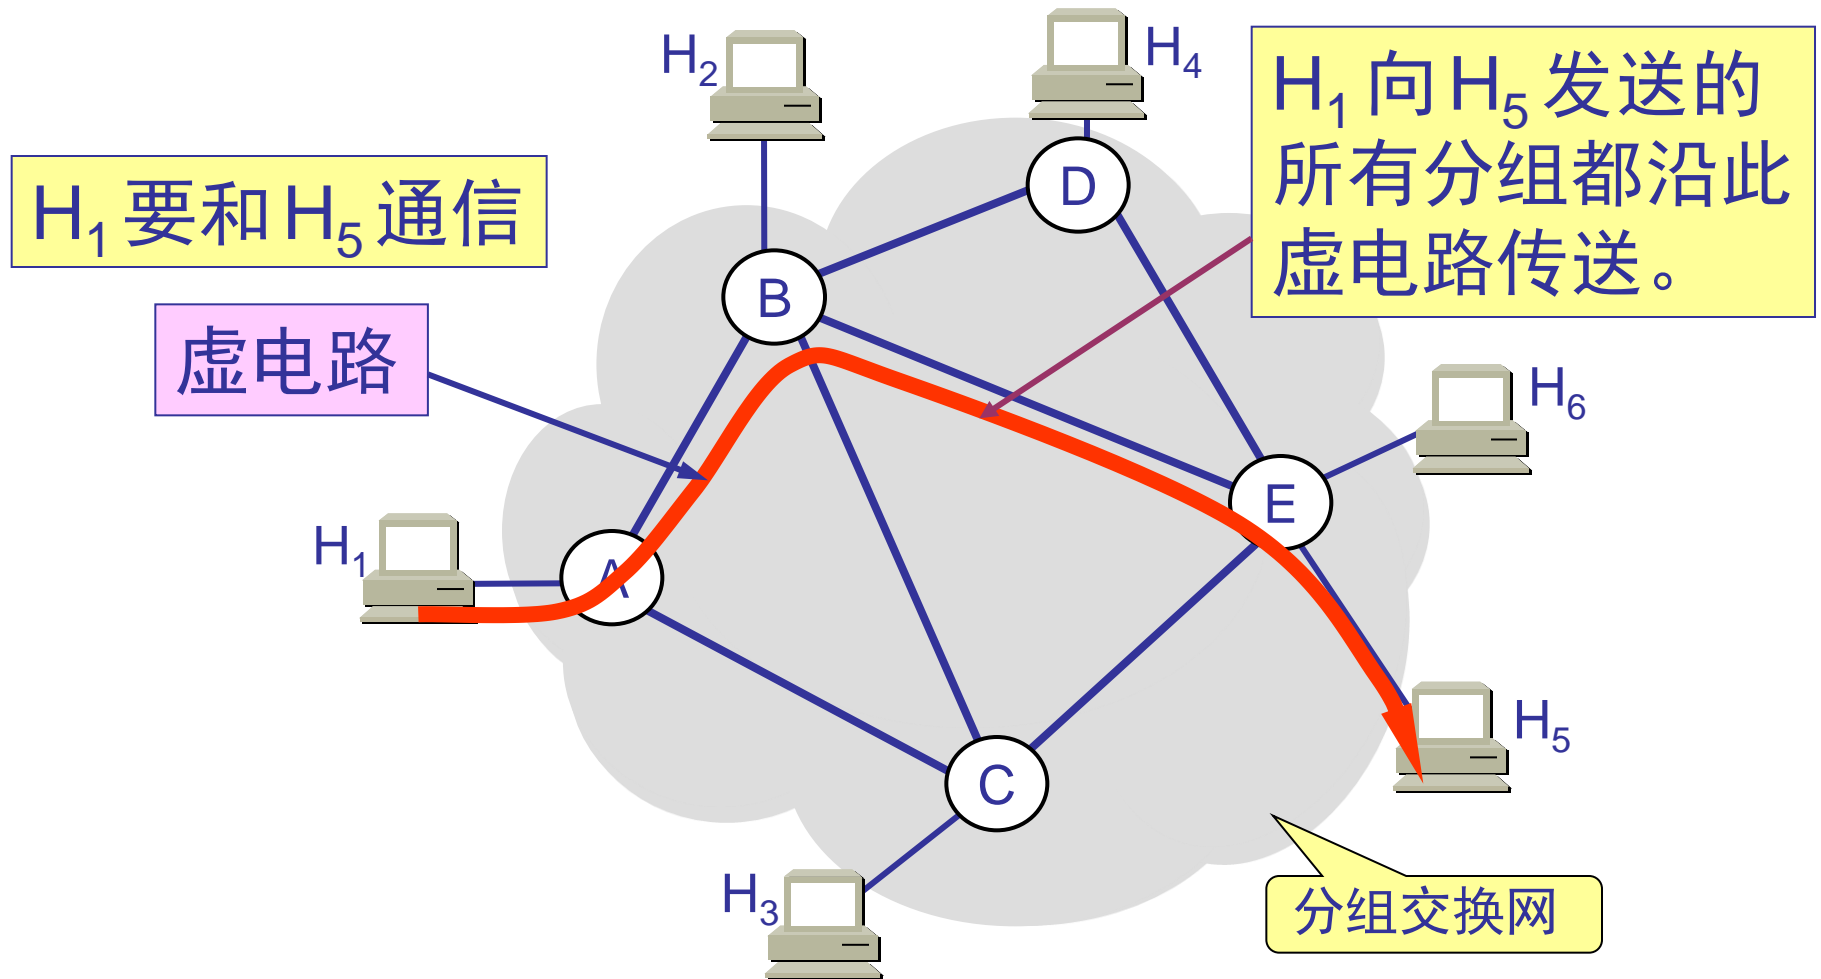 H₂
H₄
H₁ 向 H₅ 发送的
所有分组都沿此
虚电路传送。
H₁ 要和 H₅ 通信
D
B
虚电路
H₆
E
H₁
A
H₅
C
H₃
分组交换网